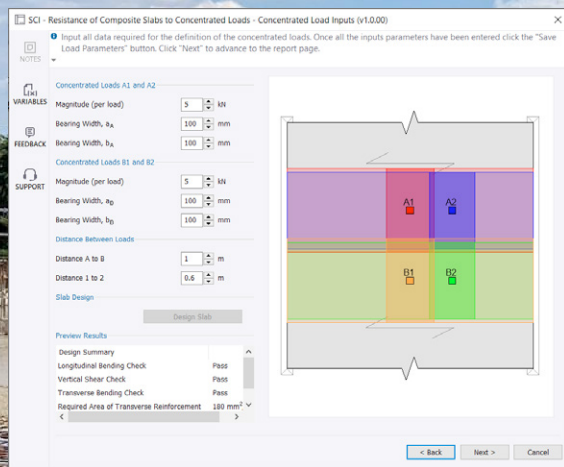 SCI - Resistance of Composite Slabs to Concentrated Loads - Concentrated Load Inputs (v1.0.00)
Input all data required for the definition of the concentrated loads. Once all the inputs parameters have been entered click the "Save
Load Parameters" button. Click "Next" to advance to the report page.
NOTES
VARIABLES
FEEDBACK
SUPPORT
Concentrated Loads A1 and A2
Magnitude (per load) 5 kN
Bearing Width, aA 100 mm
Bearing Width, bA 100 mm
Concentrated Loads B1 and B2
Magnitude (per load) 5 kN
Bearing Width, aB 100 mm
Bearing Width, bB 100 mm
Distance Between Loads
Distance A to B 1 m
Distance 1 to 2 0.6 m
Slab Design
Design Slab
Preview Results
Design Summary
Longitudinal Bending Check Pass
Vertical Shear Check Pass
Transverse Bending Check Pass
Required Area of Transverse Reinforcement 180 mm²
A1 A2
B1 B2
< Back Next > Cancel